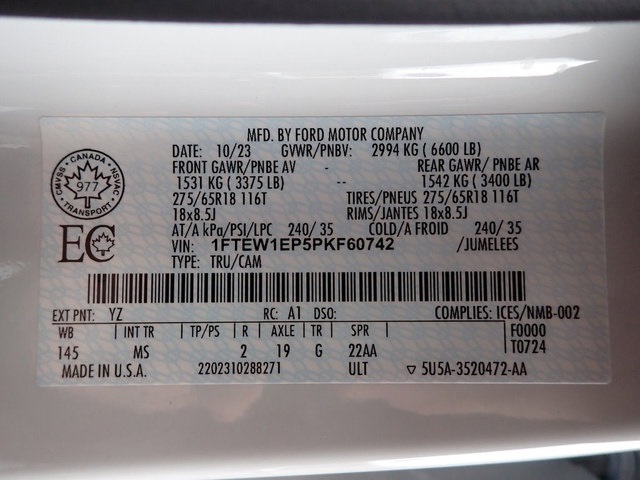 MFD. BY FORD MOTOR COMPANY
DATE: 10/23 GVWR/PNBV: 2994 KG (6600 LB)
FRONT GAWR/PNBE AV - REAR GAWR/ PNBE AR
1531 KG (3375 LB) -- 1542 KG (3400 LB)
275/65R18 116T TIRES/PNEUS 275/65R18 116T
18x8.5J RIMS/JANTES 18x8.5J
AT/A kPa/PSI/LPC 240/ 35 COLD/A FROID 240/ 35
VIN: 1FTEW1EP5PKF60742 /JUMELEES
TYPE: TRU/CAM
CANADA
CMVSS NSVAC
977
TRANSPORT
EC
EXT PNT: YZ RC: A1 DSO: COMPLIES: ICES/NMB-002
WB INT TR TP/PS R AXLE TR SPR F0000
145 MS 2 19 G 22AA T0724
MADE IN U.S.A. 2202310288271 ULT ▽ 5U5A-3520472-AA